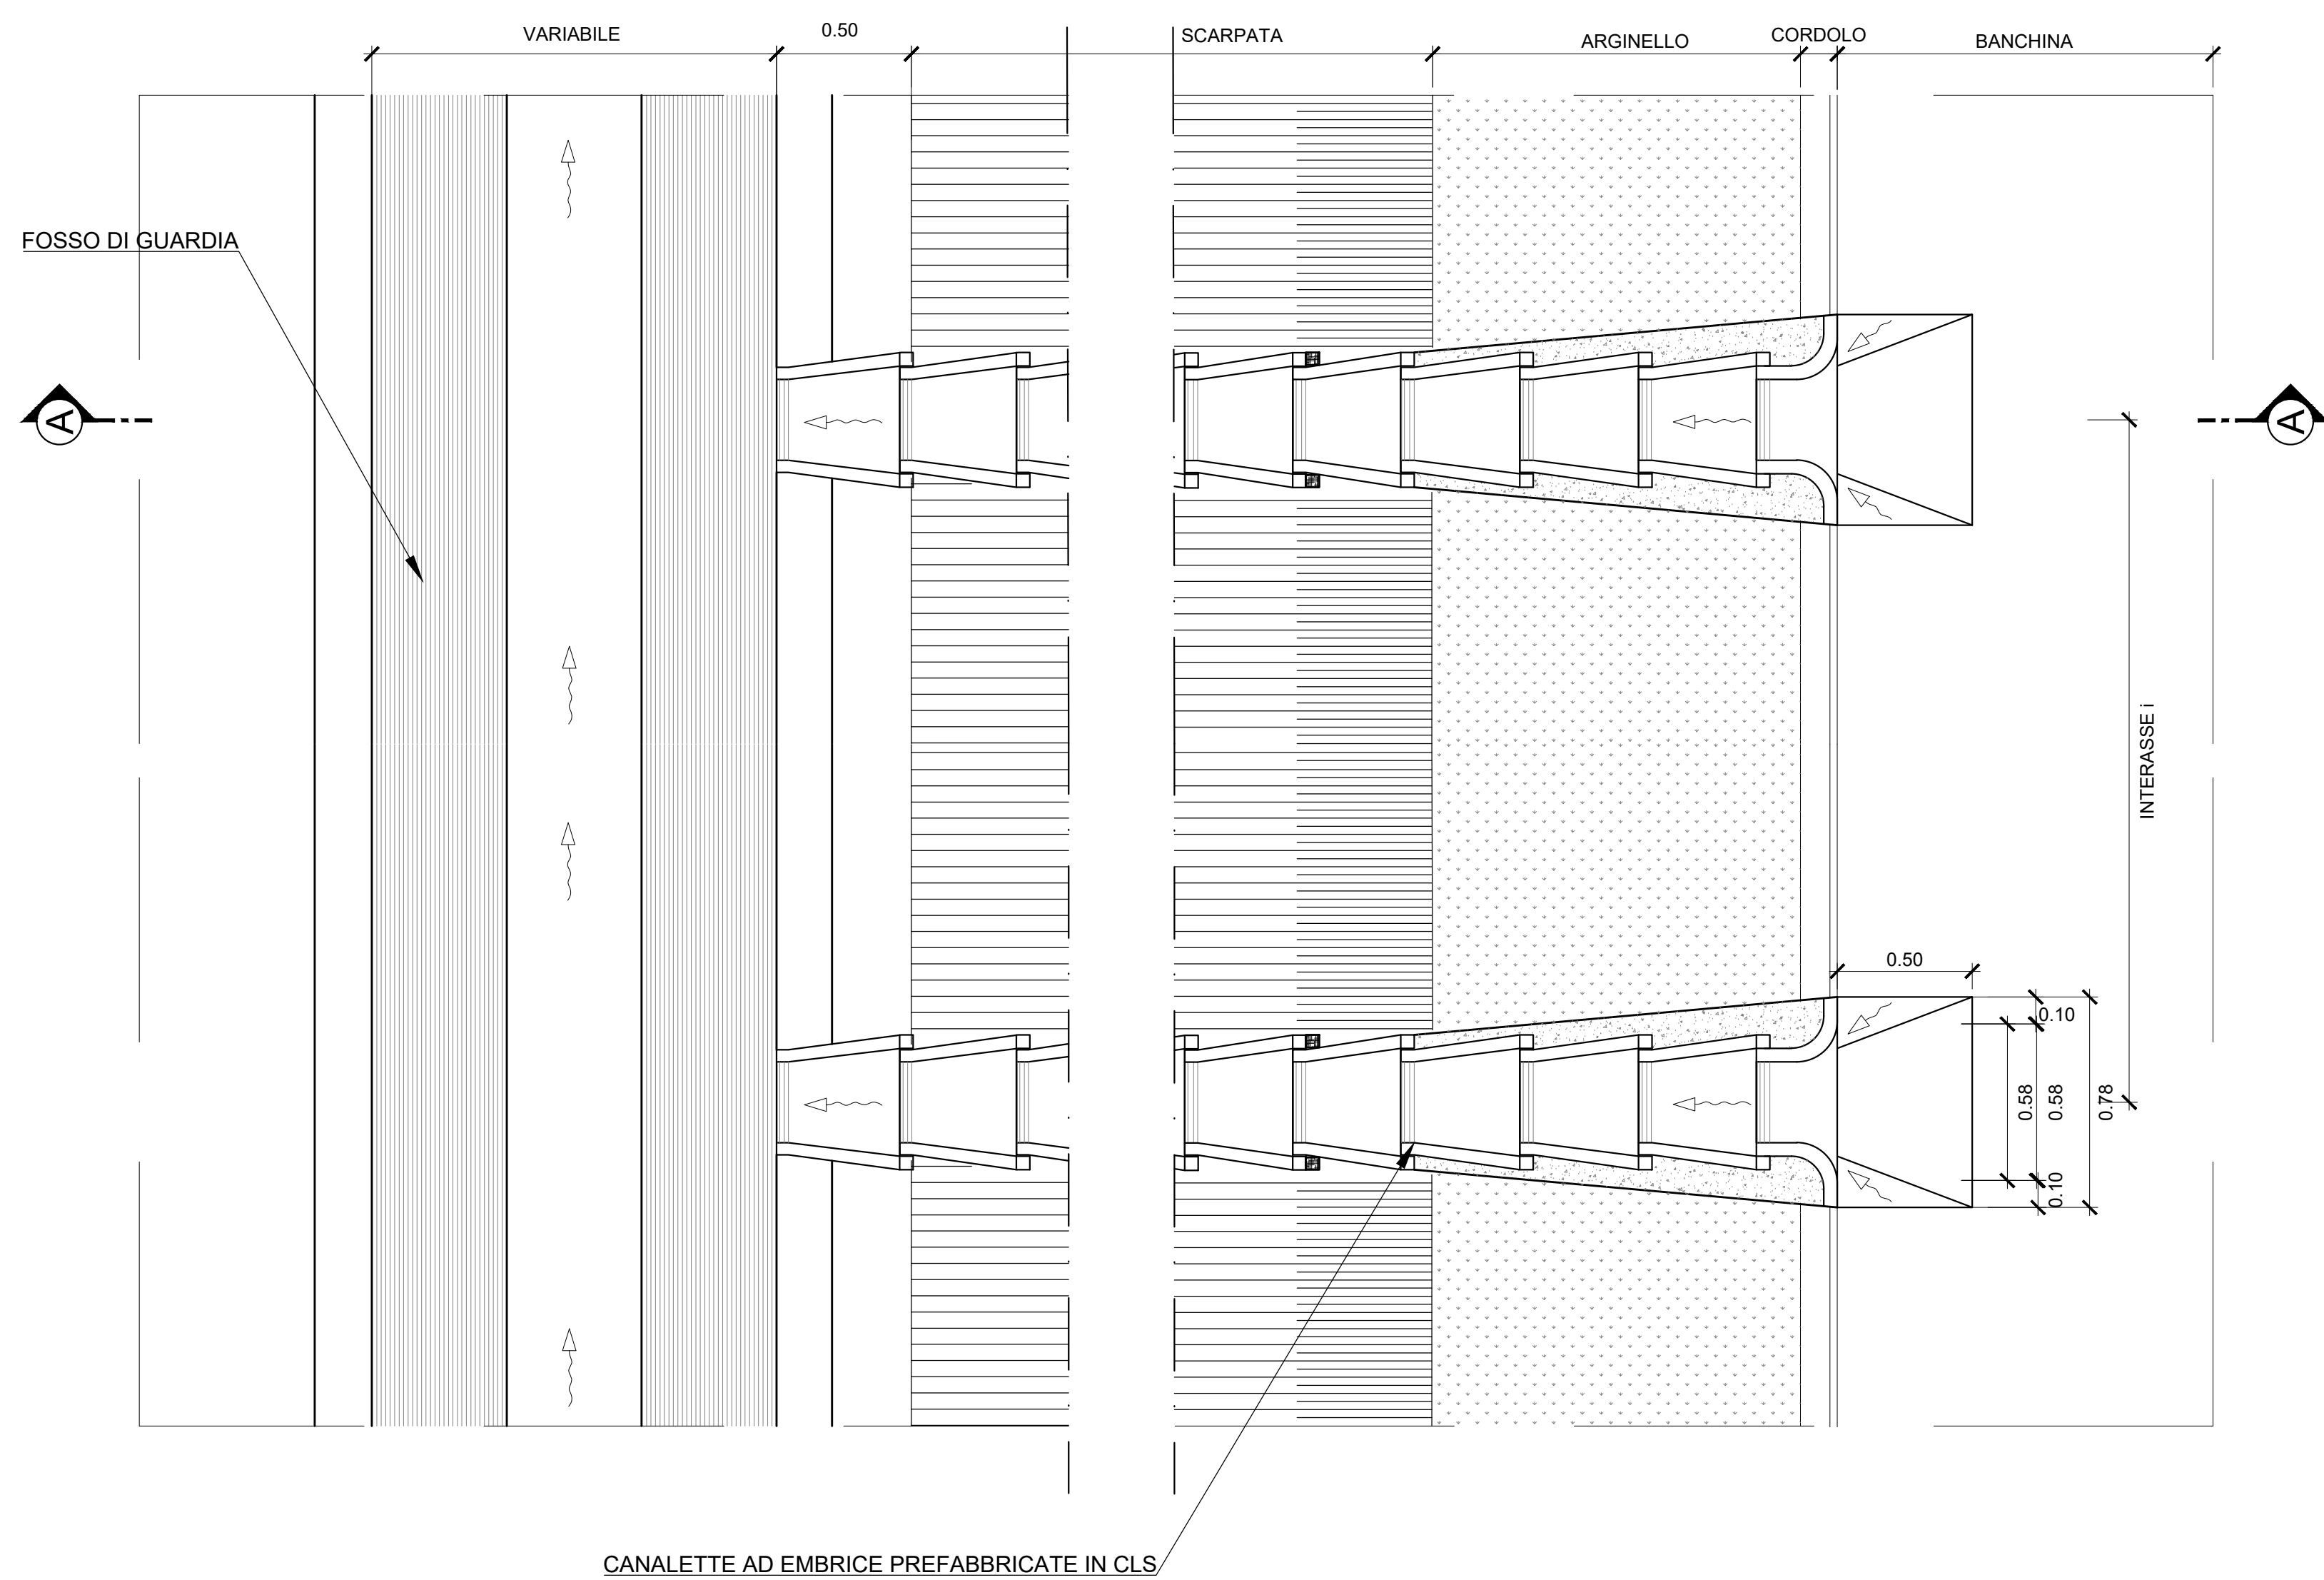 VARIABILE
0.50
SCARPATA
ARGINELLO
CORDOLO
BANCHINA
FOSSO DI GUARDIA
A
A
INTERASSE i
0.50
0.10
0.58
0.58
0.78
0.10
CANALETTE AD EMBRICE PREFABBRICATE IN CLS